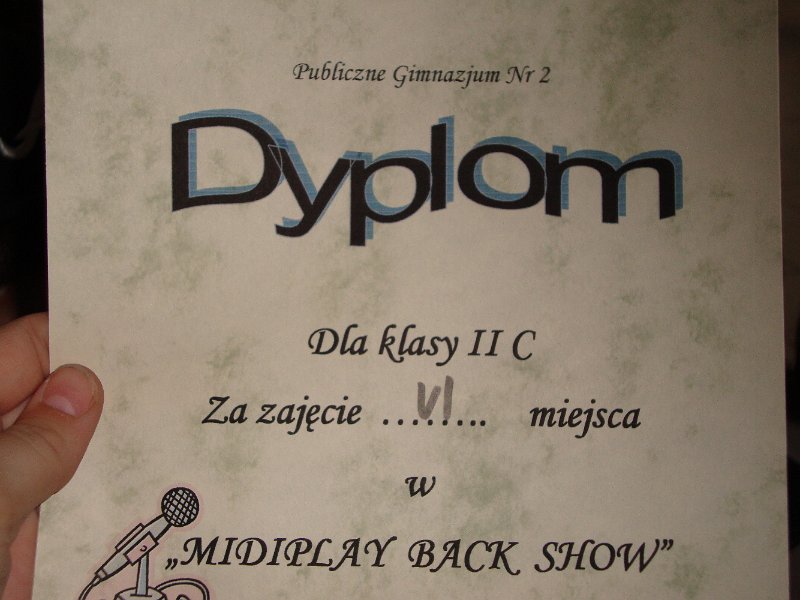 Publiczne Gimnazjum Nr 2
Dyplom
Dla klasy II C
Za zajęcie ...VI.... miejsca
w
„MIDIPLAY BACK SHOW”